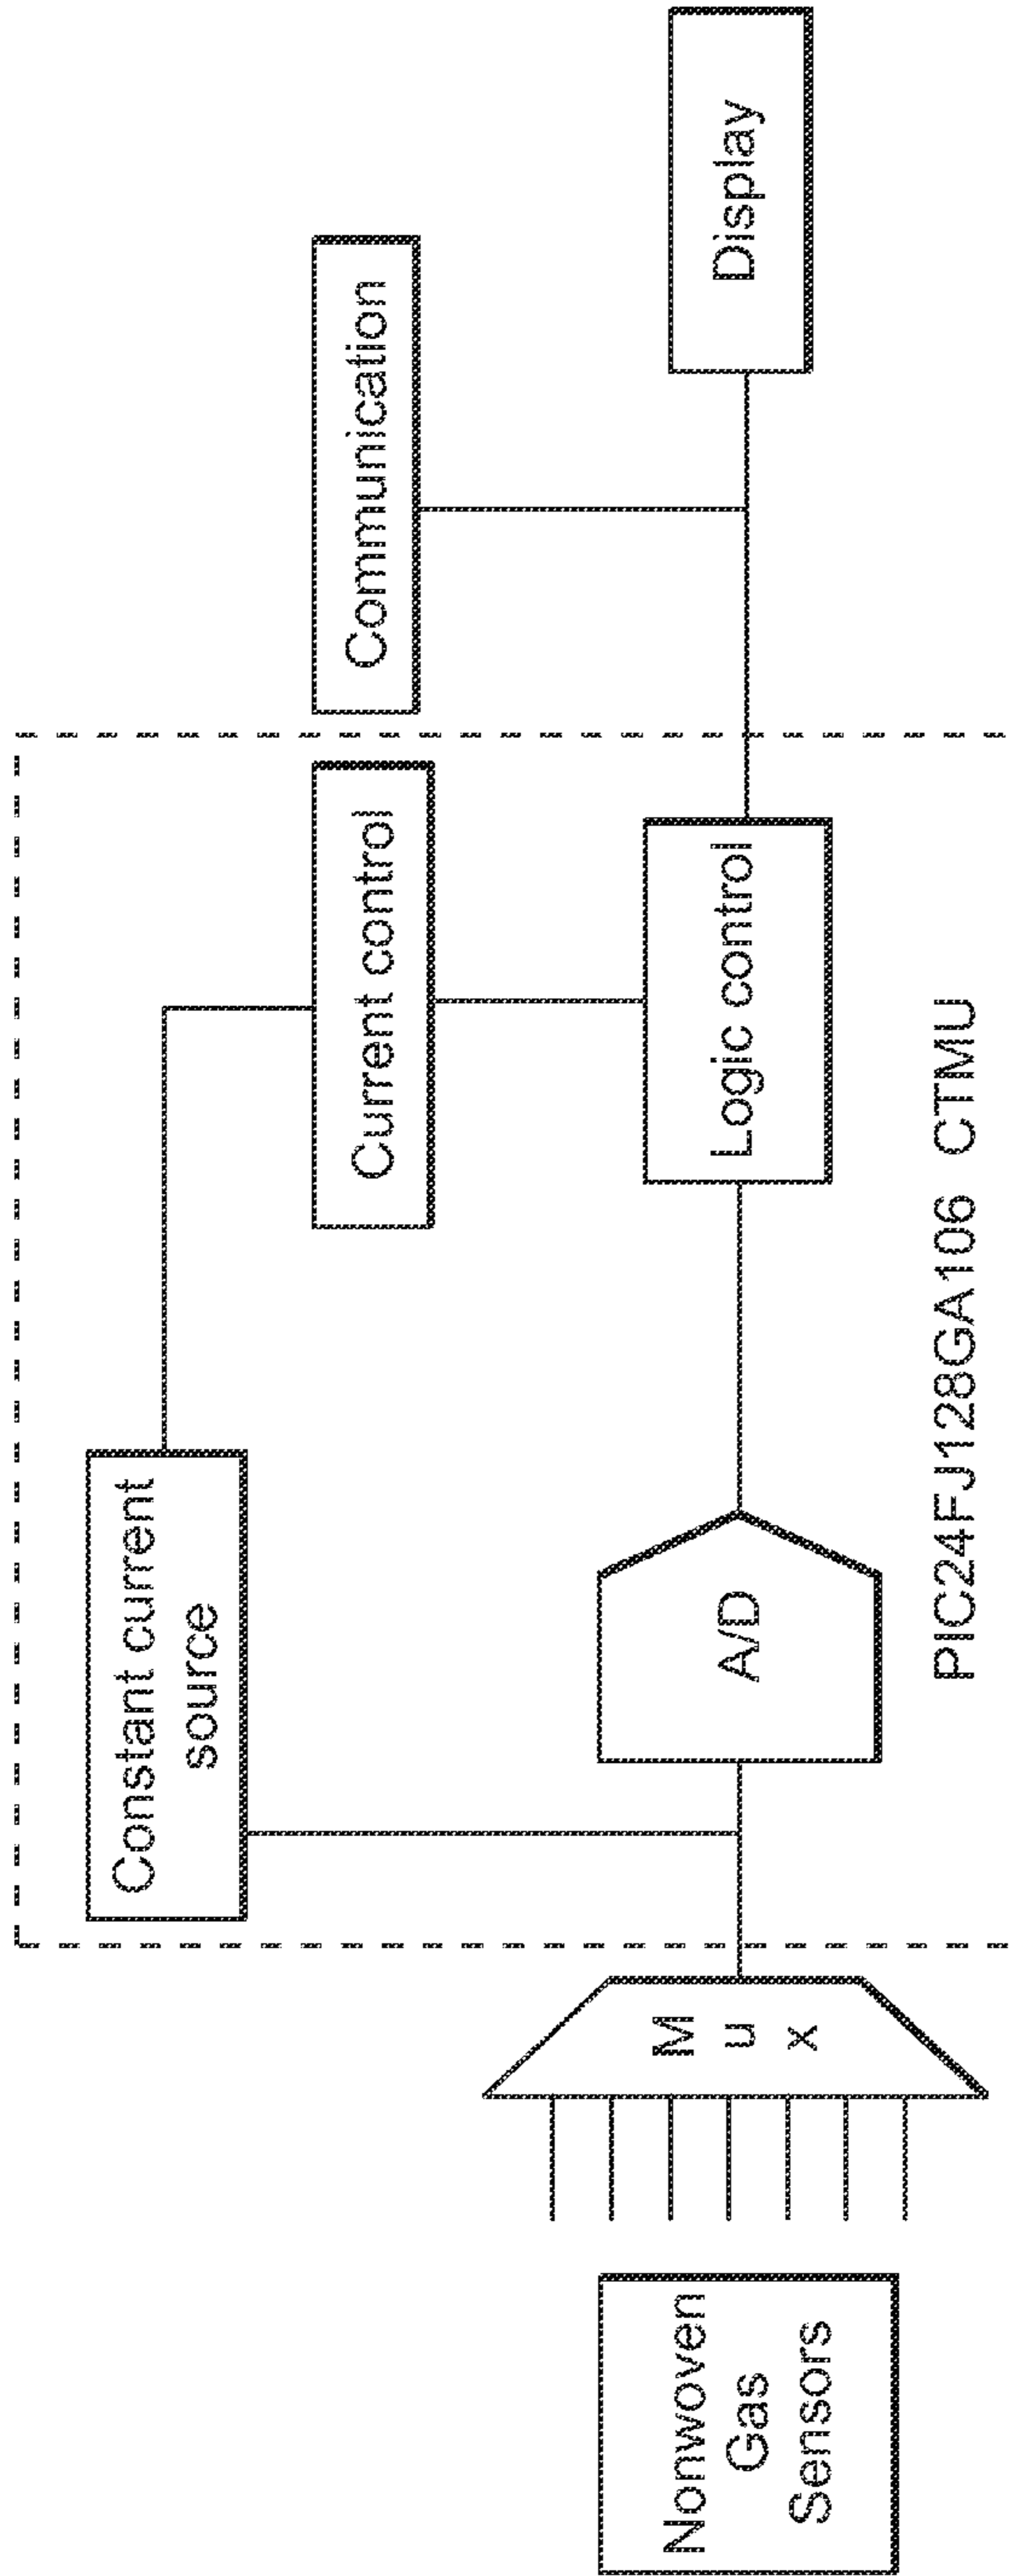 Nonwoven
Gas
Sensors
M
u
x
Constant current
source
A/D
Current control
Logic control
PIC24FJ128GA106 CTMU
Communication
Display